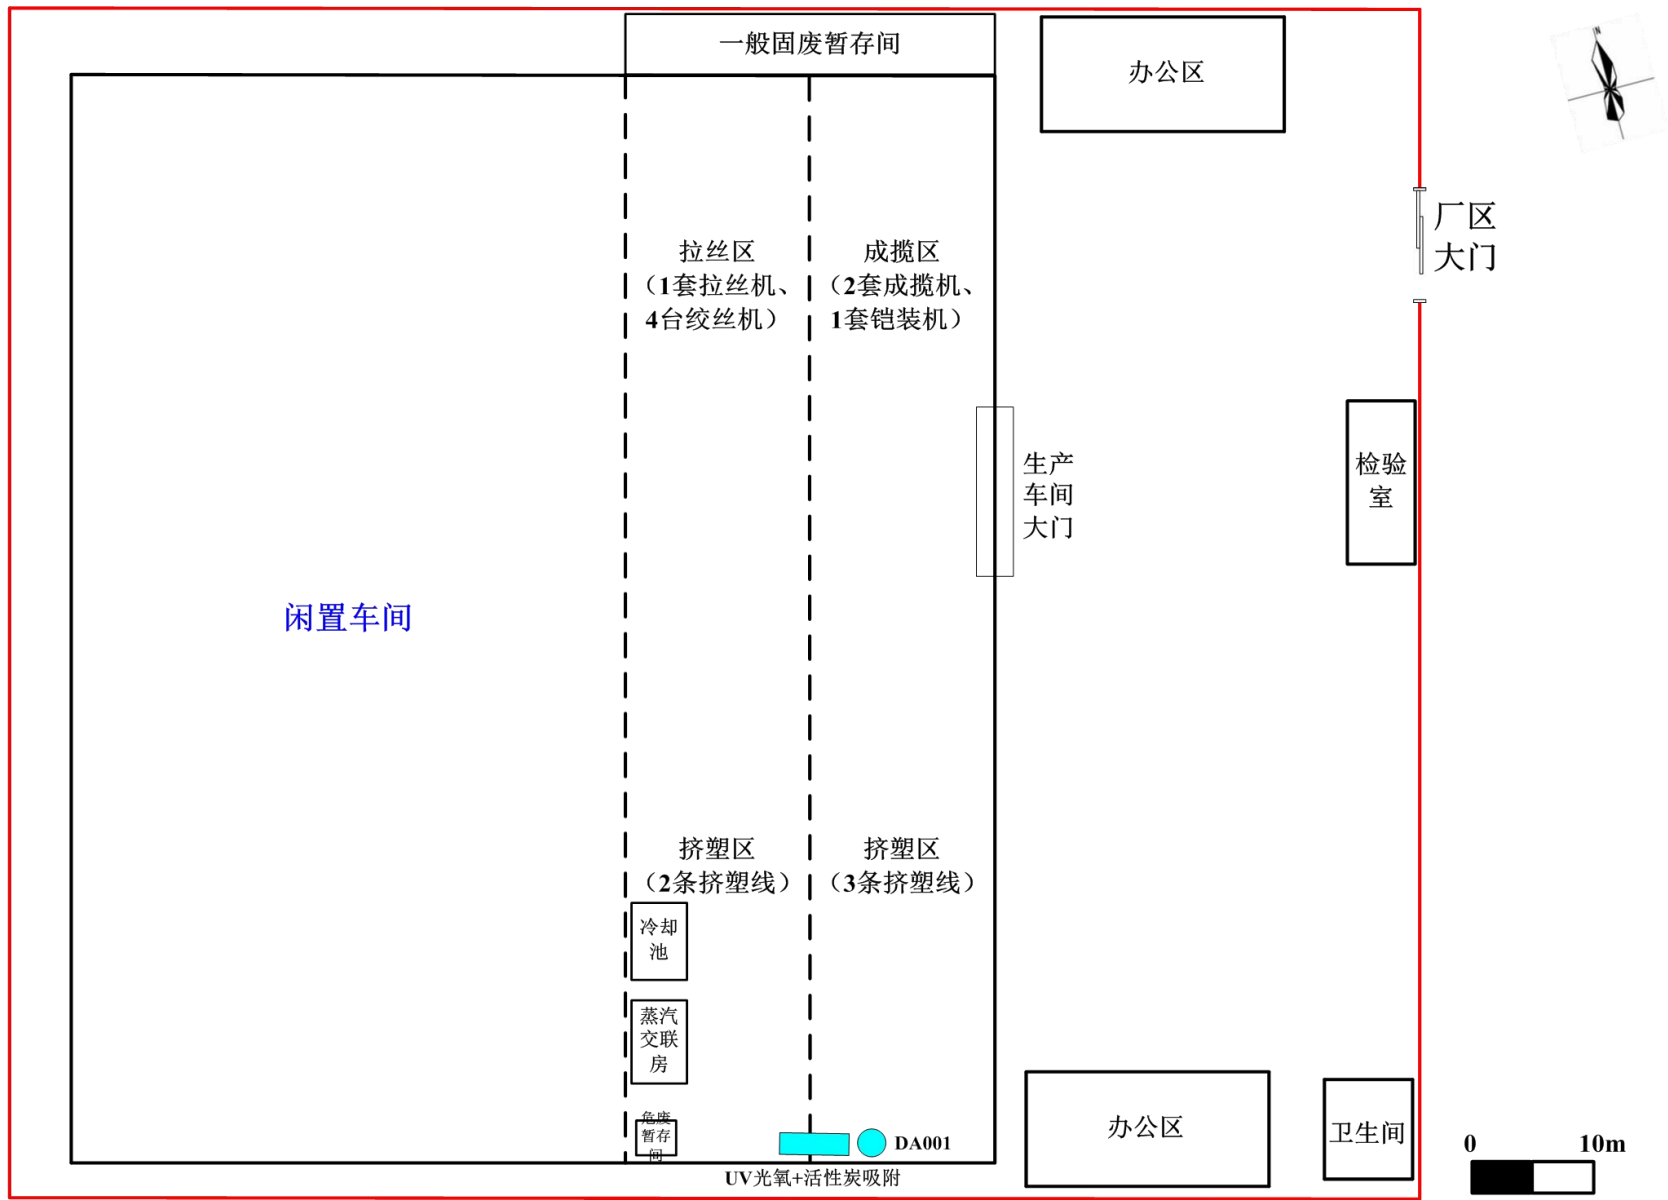 一般固废暂存间
办公区
N
厂区
大门
拉丝区
（1套拉丝机、
4台绞丝机）
成揽区
（2套成揽机、
1套铠装机）
生产
车间
大门
检验
室
闲置车间
挤塑区
（2条挤塑线）
挤塑区
（3条挤塑线）
冷却
池
蒸汽
交联
房
危废
暂存
间
DA001
UV光氧+活性炭吸附
办公区
卫生间
0 10m